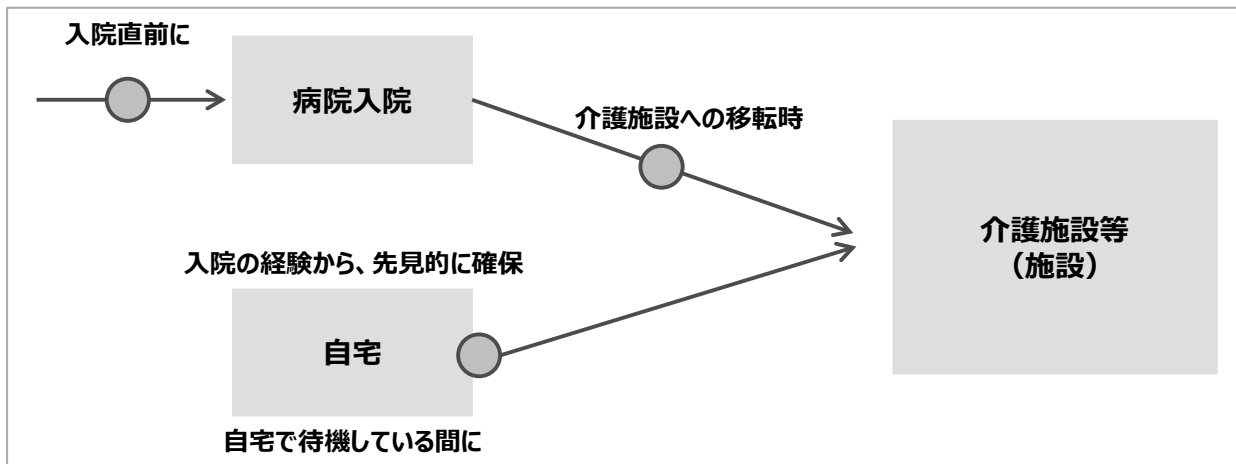 入院直前に
病院入院
介護施設への移転時
介護施設等
（施設）
入院の経験から、先見的に確保
自宅
自宅で待機している間に